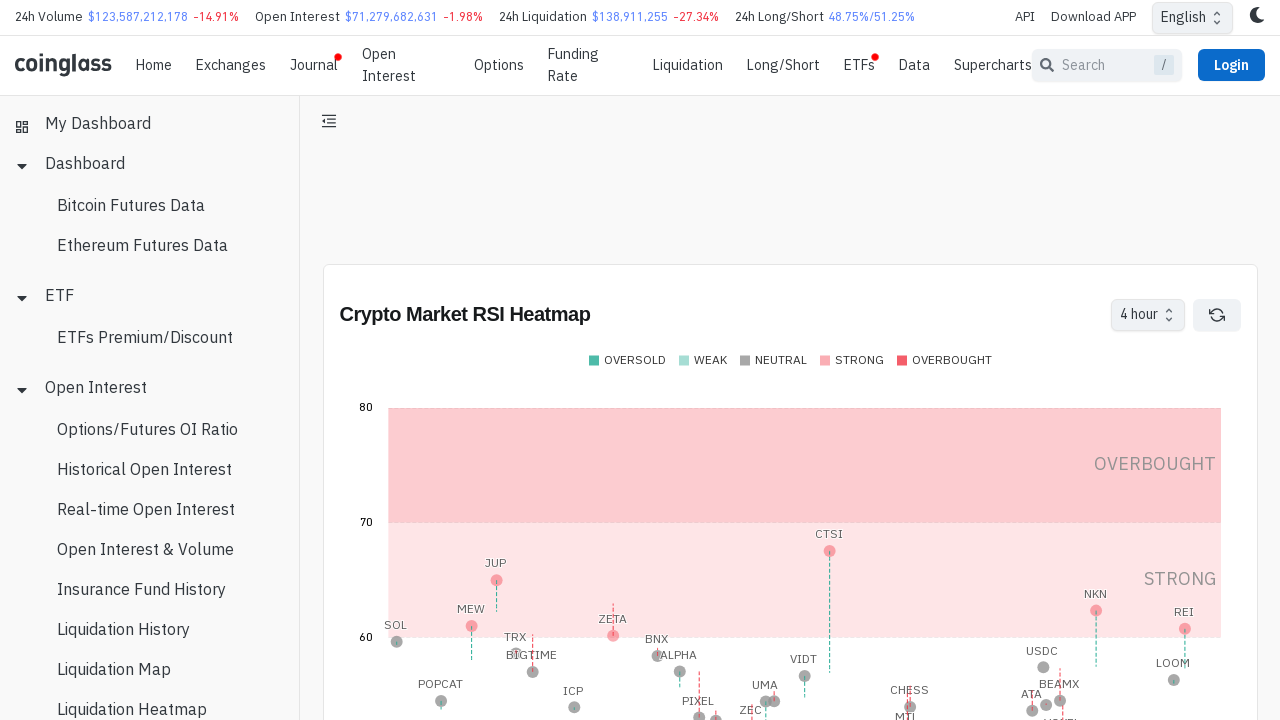 24h Volume $123,587,212,178 -14.91% Open Interest $71,279,682,631 -1.98% 24h Liquidation $138,911,255 -27.34% 24h Long/Short 48.75%/51.25% API Download APP English
coinglass Home Exchanges Journal Open Interest Options Funding Rate Liquidation Long/Short ETFs Data Supercharts Search / Login
My Dashboard
Dashboard
Bitcoin Futures Data
Ethereum Futures Data
ETF
ETFs Premium/Discount
Open Interest
Options/Futures OI Ratio
Historical Open Interest
Real-time Open Interest
Open Interest & Volume
Insurance Fund History
Liquidation History
Liquidation Map
Liquidation Heatmap
Crypto Market RSI Heatmap 4 hour
OVERSOLD WEAK NEUTRAL STRONG OVERBOUGHT
80
OVERBOUGHT
70
CTSI
JUP
STRONG
NKN
MEW
REI
ZETA
SOL
60
TRX
BNX
USDC
BIGTIME
ALPHA
VIDT
LOOM
POPCAT
BEAMX
UMA
ICP
CHESS
ATA
PIXEL
ZEC
MTL